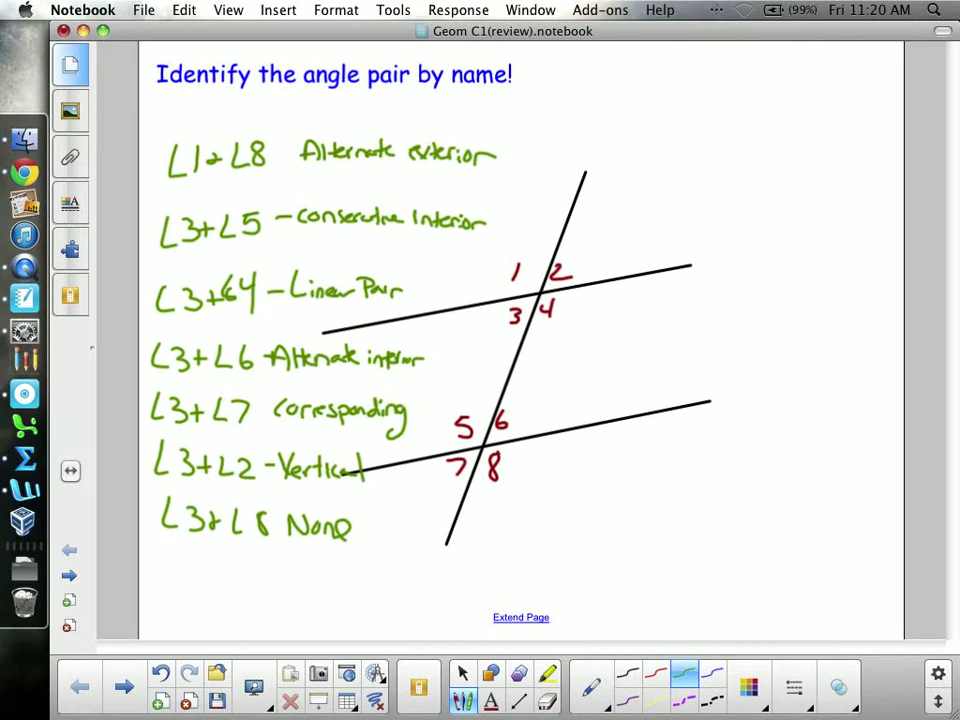 Notebook File Edit View Insert Format Tools Response Window Add-ons Help ... (99%) Fri 11:20 AM
Geom C1(review).notebook
Identify the angle pair by name!
∠1+∠8 Alternate exterior
∠3+∠5 -consecutive Interior
∠3+∠4 - Linear Pair
∠3+∠6 -Alternate interior
∠3+∠7 corresponding
∠3+∠2 -Vertical
∠3+∠8 None
1 2
3 4
5 6
7 8
Extend Page